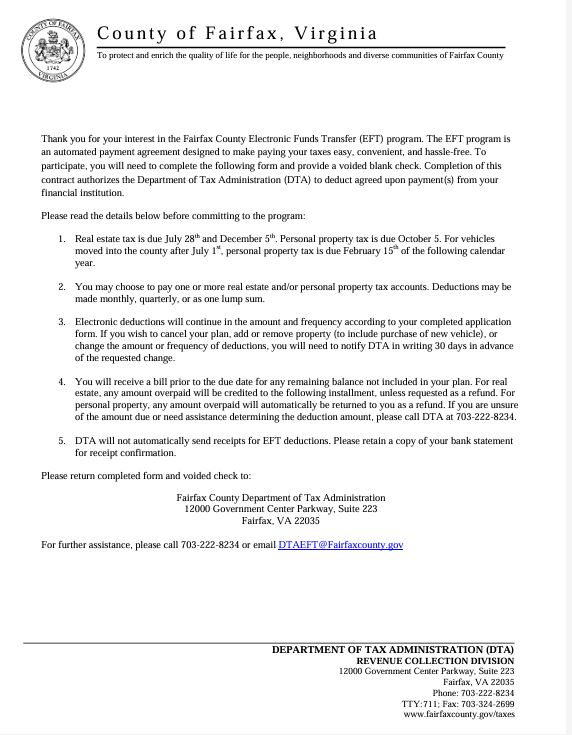 COUNTY OF FAIRFAX
1742
VIRGINIA
County of Fairfax, Virginia
To protect and enrich the quality of life for the people, neighborhoods and diverse communities of Fairfax County
Thank you for your interest in the Fairfax County Electronic Funds Transfer (EFT) program. The EFT program is
an automated payment agreement designed to make paying your taxes easy, convenient, and hassle-free. To
participate, you will need to complete the following form and provide a voided blank check. Completion of this
contract authorizes the Department of Tax Administration (DTA) to deduct agreed upon payment(s) from your
financial institution.
Please read the details below before committing to the program:
1. Real estate tax is due July 28th and December 5th. Personal property tax is due October 5. For vehicles
moved into the county after July 1st, personal property tax is due February 15th of the following calendar
year.
2. You may choose to pay one or more real estate and/or personal property tax accounts. Deductions may be
made monthly, quarterly, or as one lump sum.
3. Electronic deductions will continue in the amount and frequency according to your completed application
form. If you wish to cancel your plan, add or remove property (to include purchase of new vehicle), or
change the amount or frequency of deductions, you will need to notify DTA in writing 30 days in advance
of the requested change.
4. You will receive a bill prior to the due date for any remaining balance not included in your plan. For real
estate, any amount overpaid will be credited to the following installment, unless requested as a refund. For
personal property, any amount overpaid will automatically be returned to you as a refund. If you are unsure
of the amount due or need assistance determining the deduction amount, please call DTA at 703-222-8234.
5. DTA will not automatically send receipts for EFT deductions. Please retain a copy of your bank statement
for receipt confirmation.
Please return completed form and voided check to:
Fairfax County Department of Tax Administration
12000 Government Center Parkway, Suite 223
Fairfax, VA 22035
For further assistance, please call 703-222-8234 or email DTAEFT@Fairfaxcounty.gov
DEPARTMENT OF TAX ADMINISTRATION (DTA)
REVENUE COLLECTION DIVISION
12000 Government Center Parkway, Suite 223
Fairfax, VA 22035
Phone: 703-222-8234
TTY:711; Fax: 703-324-2699
www.fairfaxcounty.gov/taxes